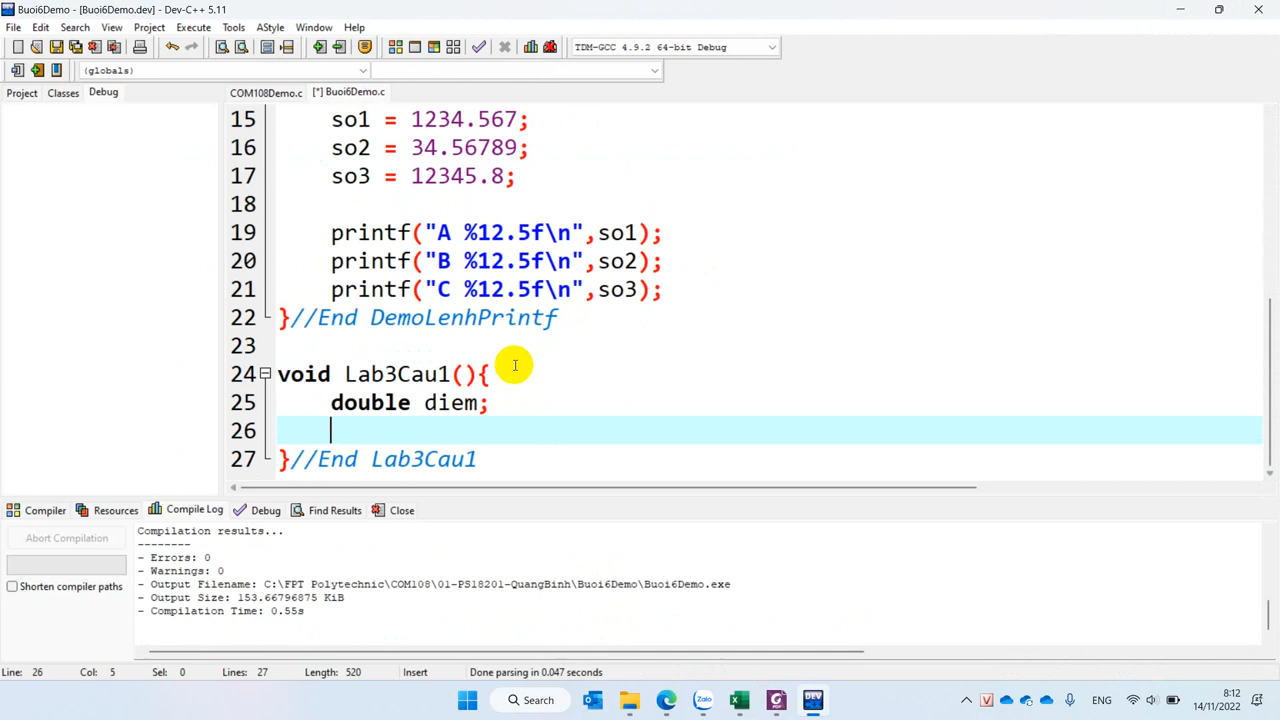 Buoi6Demo - [Buoi6Demo.dev] - Dev-C++ 5.11
File Edit Search View Project Execute Tools AStyle Window Help
TDM-GCC 4.9.2 64-bit Debug
(globals)
Project Classes Debug
COM108Demo.c [*] Buoi6Demo.c
15 so1 = 1234.567;
16 so2 = 34.56789;
17 so3 = 12345.8;
18
19 printf("A %12.5f\n",so1);
20 printf("B %12.5f\n",so2);
21 printf("C %12.5f\n",so3);
22 }//End DemoLenhPrintf
23
24 void Lab3Cau1(){
25 double diem;
26
27 }//End Lab3Cau1
Compiler Resources Compile Log Debug Find Results Close
Abort Compilation
Shorten compiler paths
Compilation results...
--------
- Errors: 0
- Warnings: 0
- Output Filename: C:\FPT Polytechnic\COM108\01-PS18201-QuangBinh\Buoi6Demo\Buoi6Demo.exe
- Output Size: 153.66796875 KiB
- Compilation Time: 0.55s
Line: 26 Col: 5 Sel: 0 Lines: 27 Length: 520 Insert Done parsing in 0.047 seconds
Search
ENG
8:12
14/11/2022